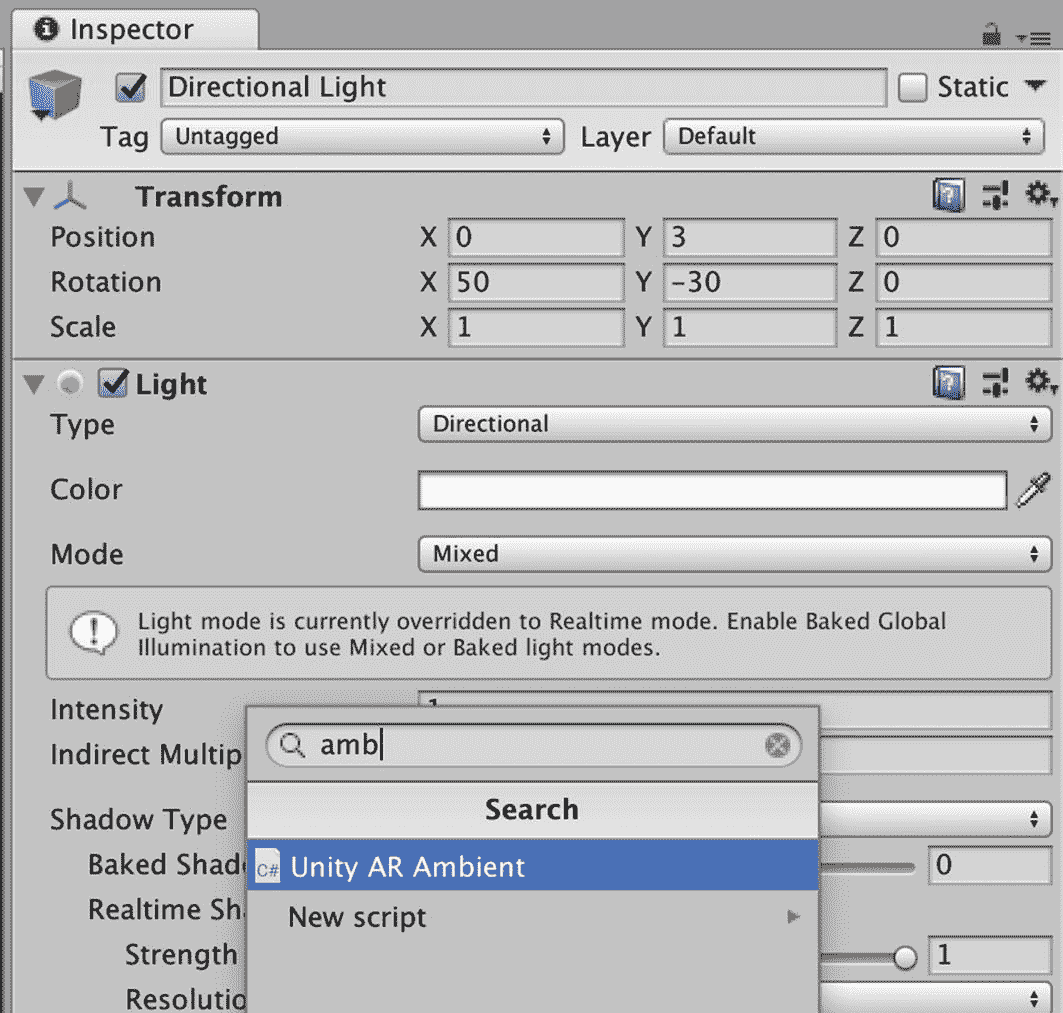 Inspector
Directional Light Static
Tag Untagged Layer Default
Transform
Position X 0 Y 3 Z 0
Rotation X 50 Y -30 Z 0
Scale X 1 Y 1 Z 1
Light
Type Directional
Color
Mode Mixed
Light mode is currently overridden to Realtime mode. Enable Baked Global
Illumination to use Mixed or Baked light modes.
Intensity 1
Indirect Multip
amb
Search
Shadow Type
Unity AR Ambient
C#
Baked Shad 0
New script
Realtime Sh
Strength 1
Resolutio